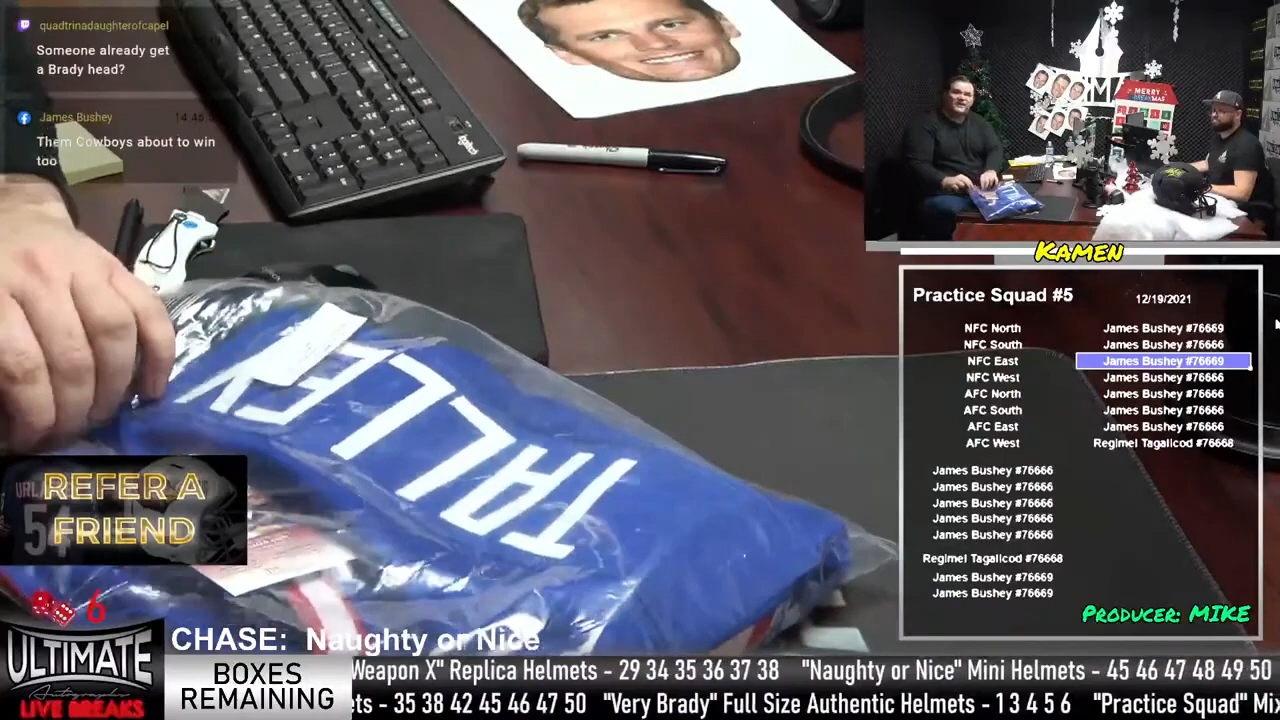 quadtrinadaughterofcapel
Someone already get
a Brady head?
James Bushey
14:46
Them Cowboys about to win
too
logitech
MERRY
BREAKMAS
KAMEN
Practice Squad #5
12/19/2021
NFC North James Bushey #76669
NFC South James Bushey #76666
NFC East James Bushey #76669
NFC West James Bushey #76666
AFC North James Bushey #76666
AFC South James Bushey #76666
AFC East James Bushey #76666
AFC West Regimel Tagalicod #76668
James Bushey #76666
James Bushey #76666
James Bushey #76666
James Bushey #76666
James Bushey #76666
Regimel Tagalicod #76668
James Bushey #76669
James Bushey #76669
PRODUCER: MIKE
TALLEY
REFER A
FRIEND
54
6
ULTIMATE
Autographs
LIVE BREAKS
CHASE: Naughty or Nice
BOXES
REMAINING
Weapon X" Replica Helmets - 29 34 35 36 37 38 "Naughty or Nice" Mini Helmets - 45 46 47 48 49 50
ets - 35 38 42 45 46 47 50 "Very Brady" Full Size Authentic Helmets - 1 3 4 5 6 "Practice Squad" Mix